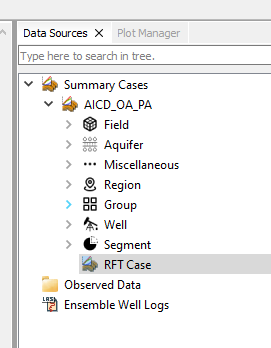 Data Sources Plot Manager
Type here to search in tree.
Summary Cases
AICD_OA_PA
Field
Aquifer
Miscellaneous
Region
Group
Well
Segment
RFT Case
Observed Data
LAS
Ensemble Well Logs